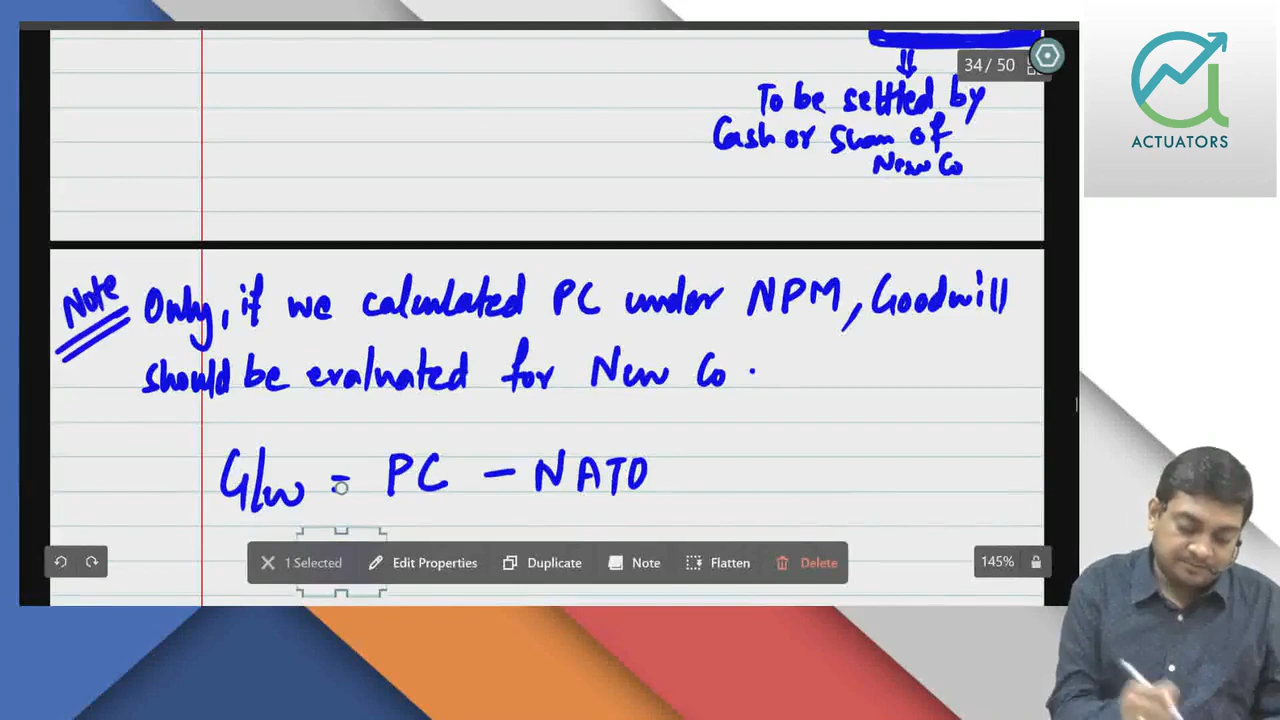 34 / 50
To be settled by
Cash or Share of
New Co
Note Only, if we calculated PC under NPM, Goodwill
should be evaluated for New Co.
G/w = PC - NATO
1 Selected Edit Properties Duplicate Note Flatten Delete
145%
ACTUATORS